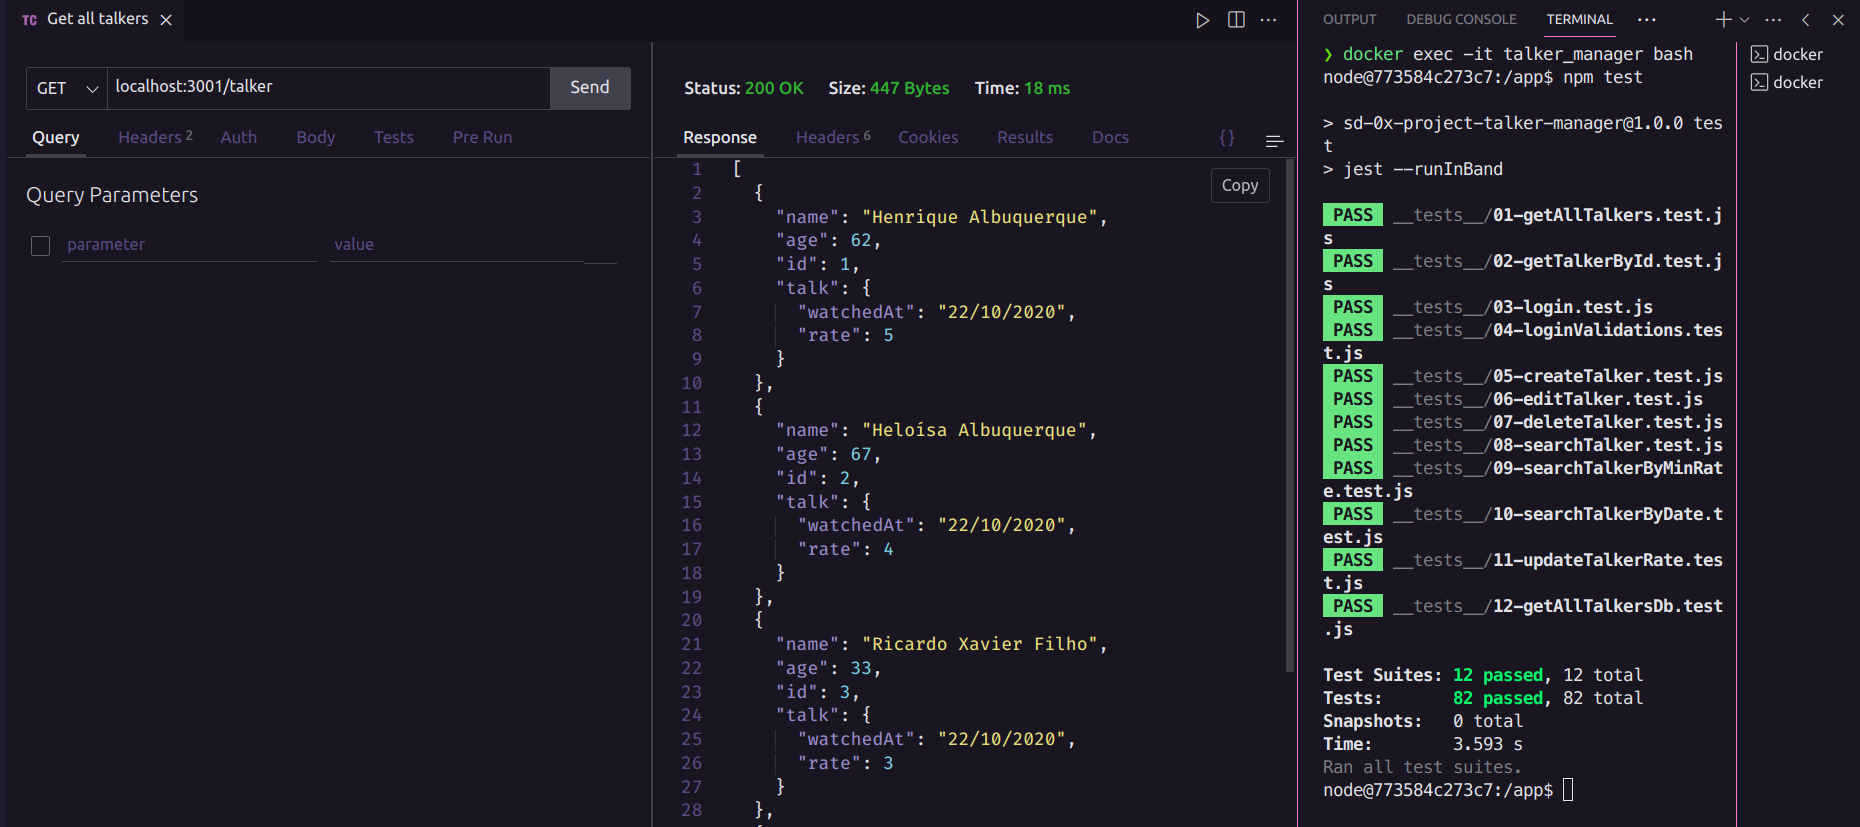 TC Get all talkers
GET localhost:3001/talker Send
Query Headers 2 Auth Body Tests Pre Run
Query Parameters
parameter value
Status: 200 OK Size: 447 Bytes Time: 18 ms
Response Headers 6 Cookies Results Docs {}
Copy
1 [
2 {
3 "name": "Henrique Albuquerque",
4 "age": 62,
5 "id": 1,
6 "talk": {
7 "watchedAt": "22/10/2020",
8 "rate": 5
9 }
10 },
11 {
12 "name": "Heloísa Albuquerque",
13 "age": 67,
14 "id": 2,
15 "talk": {
16 "watchedAt": "22/10/2020",
17 "rate": 4
18 }
19 },
20 {
21 "name": "Ricardo Xavier Filho",
22 "age": 33,
23 "id": 3,
24 "talk": {
25 "watchedAt": "22/10/2020",
26 "rate": 3
27 }
28 },
OUTPUT DEBUG CONSOLE TERMINAL
❯ docker exec -it talker_manager bash
node@773584c273c7:/app$ npm test
> sd-0x-project-talker-manager@1.0.0 tes
t
> jest --runInBand
PASS __tests__/01-getAllTalkers.test.j
s
PASS __tests__/02-getTalkerById.test.j
s
PASS __tests__/03-login.test.js
PASS __tests__/04-loginValidations.tes
t.js
PASS __tests__/05-createTalker.test.js
PASS __tests__/06-editTalker.test.js
PASS __tests__/07-deleteTalker.test.js
PASS __tests__/08-searchTalker.test.js
PASS __tests__/09-searchTalkerByMinRat
e.test.js
PASS __tests__/10-searchTalkerByDate.t
est.js
PASS __tests__/11-updateTalkerRate.tes
t.js
PASS __tests__/12-getAllTalkersDb.test
.js
Test Suites: 12 passed, 12 total
Tests: 82 passed, 82 total
Snapshots: 0 total
Time: 3.593 s
Ran all test suites.
node@773584c273c7:/app$
docker
docker